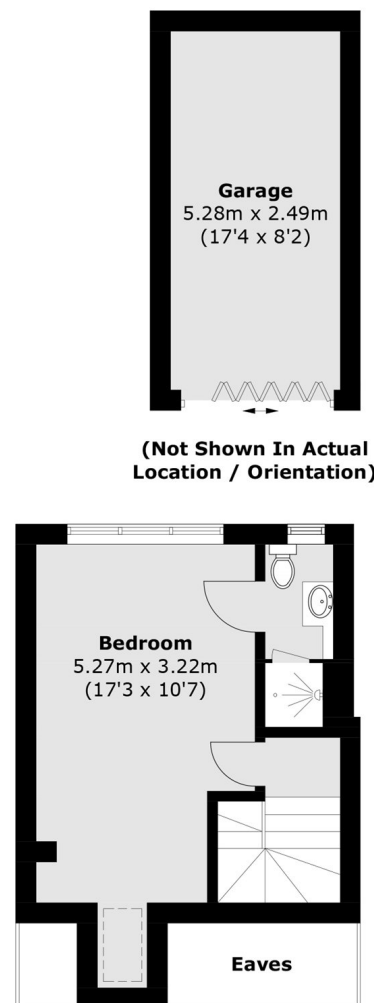 Garage
5.28m x 2.49m
(17'4 x 8'2)
(Not Shown In Actual
Location / Orientation)
Bedroom
5.27m x 3.22m
(17'3 x 10'7)
Eaves